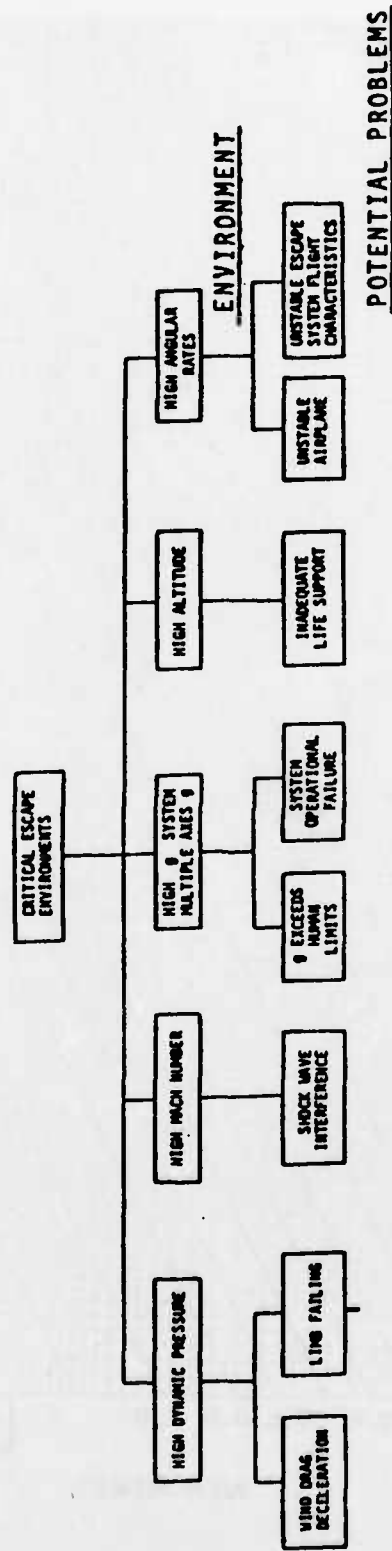 CRITICAL ESCAPE
ENVIRONMENTS
HIGH DYNAMIC PRESSURE
HIGH MACH NUMBER
HIGH g SYSTEM
MULTIPLE AXES g
HIGH ALTITUDE
HIGH ANGULAR
RATES
ENVIRONMENT
WIND DRAG
DECELERATION
LIMB FAILING
SHOCK WAVE
INTERFERENCE
g EXCEEDS
HUMAN
LIMITS
SYSTEM
OPERATIONAL
FAILURE
INADEQUATE
LIFE SUPPORT
UNSTABLE
AIRPLANE
UNSTABLE ESCAPE
SYSTEM FLIGHT
CHARACTERISTICS
POTENTIAL PROBLEMS